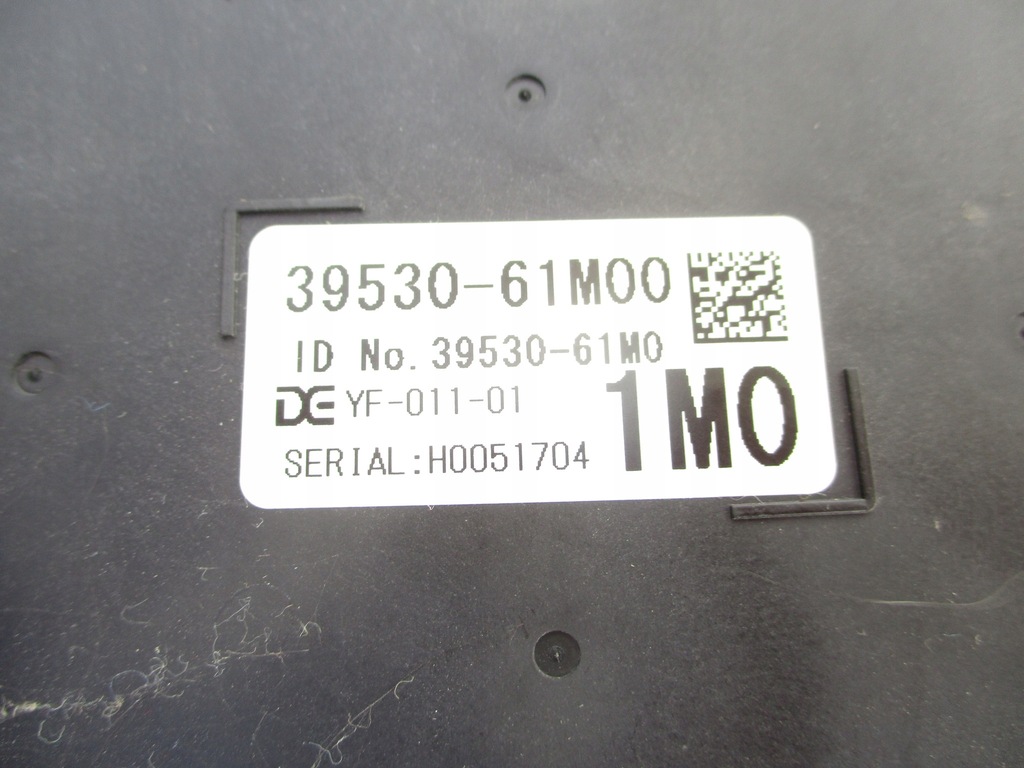 39530-61M00
ID No. 39530-61M0
DE YF-011-01
1M0
SERIAL:H0051704